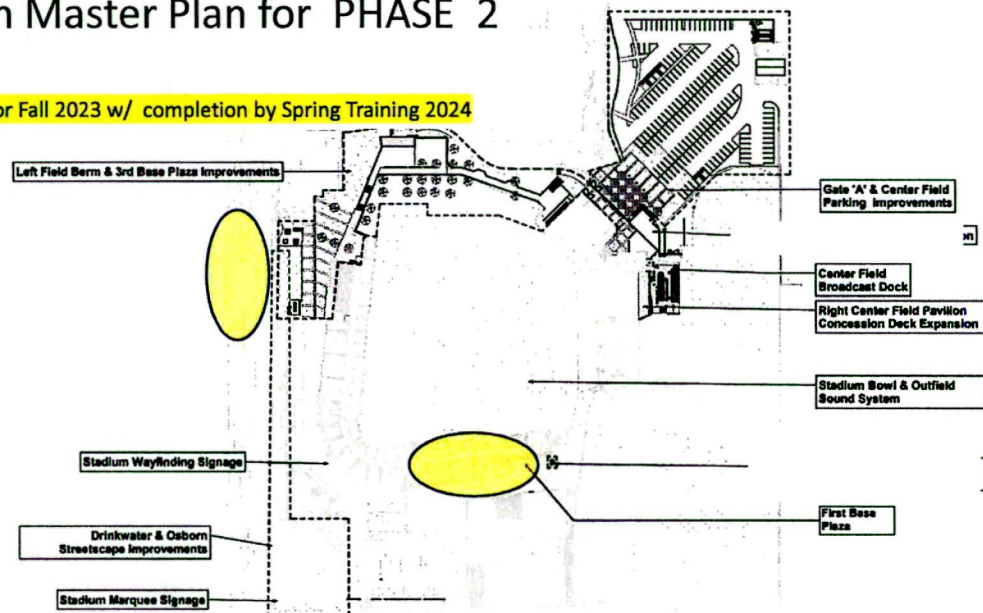 n Master Plan for PHASE 2
or Fall 2023 w/ completion by Spring Training 2024
Left Field Berm & 3rd Base Plaza Improvements
Gate 'A' & Center Field
Parking Improvements
on
Center Field
Broadcast Dock
Right Center Field Pavilion
Concession Deck Expansion
Stadium Bowl & Outfield
Sound System
Stadium Wayfinding Signage
First Base
Plaza
Drinkwater & Osborn
Streetscape Improvements
Stadium Marquee Signage